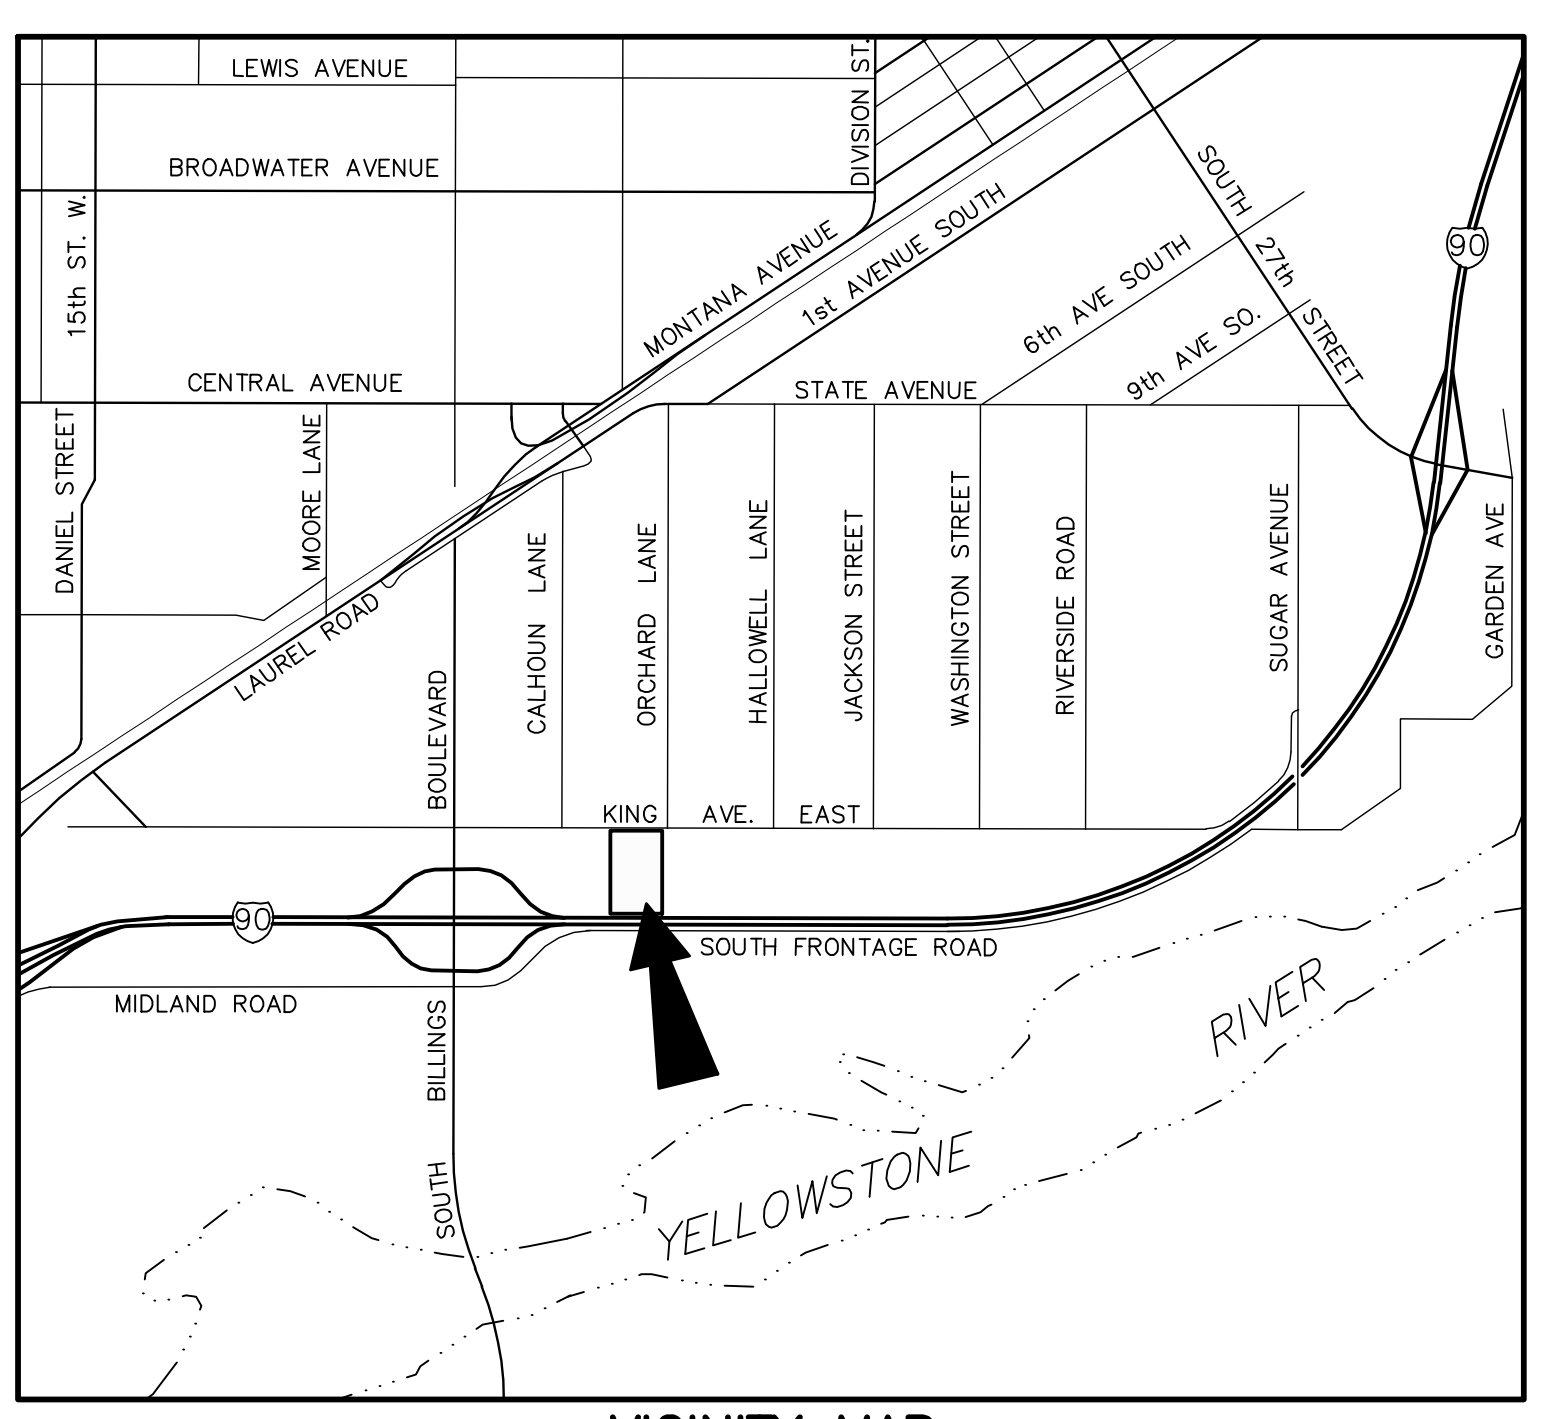 LEWIS AVENUE
DIVISION ST.
BROADWATER AVENUE
SOUTH 27th STREET
15th ST. W.
MONTANA AVENUE
1st AVENUE SOUTH
90
6th AVE SOUTH
9th AVE SO.
CENTRAL AVENUE
STATE AVENUE
DANIEL STREET
MOORE LANE
LAUREL ROAD
SOUTH BILLINGS BOULEVARD
CALHOUN LANE
ORCHARD LANE
HALLOWELL LANE
JACKSON STREET
WASHINGTON STREET
RIVERSIDE ROAD
SUGAR AVENUE
GARDEN AVE
KING AVE. EAST
90
SOUTH FRONTAGE ROAD
MIDLAND ROAD
YELLOWSTONE RIVER
VICINITY MAP